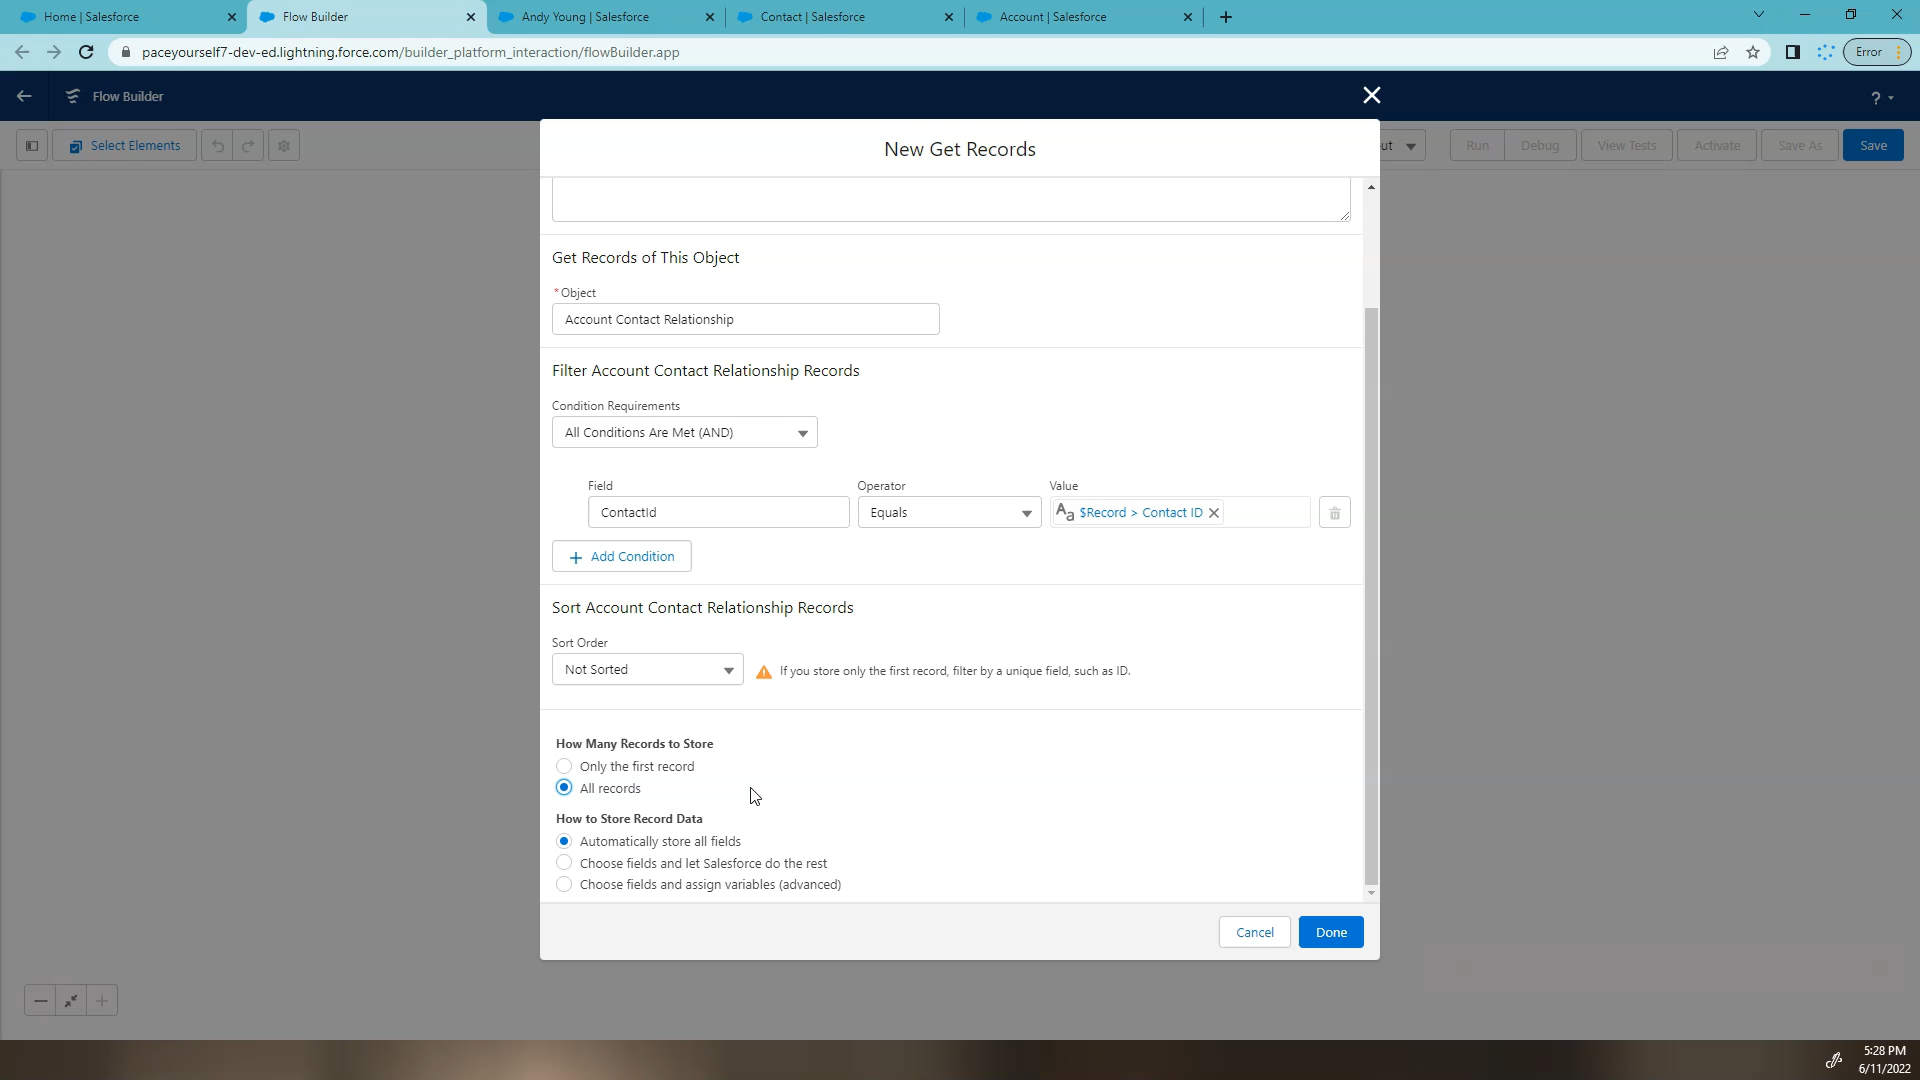 Home | Salesforce
Flow Builder
Andy Young | Salesforce
Contact | Salesforce
Account | Salesforce
paceyourself7-dev-ed.lightning.force.com/builder_platform_interaction/flowBuilder.app
Error
Flow Builder
?
Select Elements
ut
Run
Debug
View Tests
Activate
Save As
Save
New Get Records
Get Records of This Object
*Object
Account Contact Relationship
Filter Account Contact Relationship Records
Condition Requirements
All Conditions Are Met (AND)
Field
Operator
Value
ContactId
Equals
Aa $Record > Contact ID
+ Add Condition
Sort Account Contact Relationship Records
Sort Order
Not Sorted
If you store only the first record, filter by a unique field, such as ID.
How Many Records to Store
Only the first record
All records
How to Store Record Data
Automatically store all fields
Choose fields and let Salesforce do the rest
Choose fields and assign variables (advanced)
Cancel
Done
5:28 PM
6/11/2022